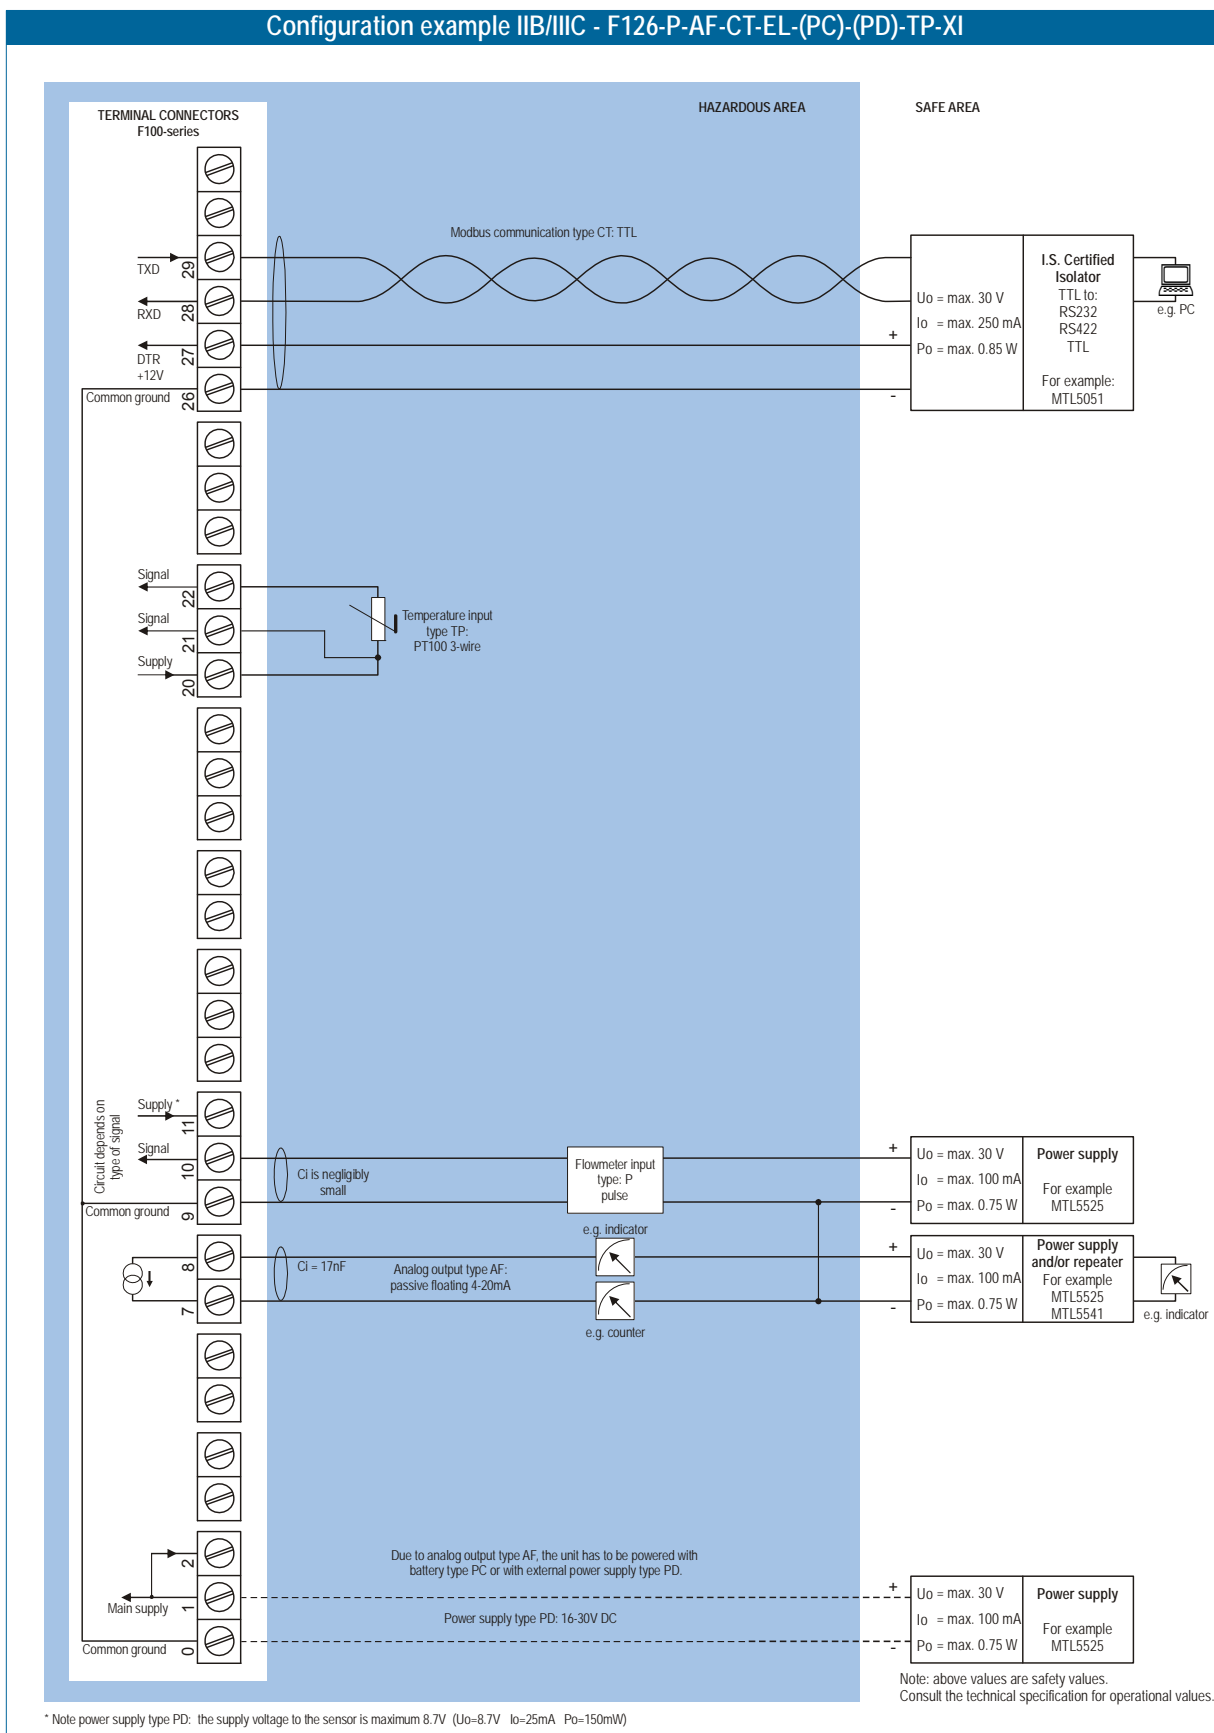 Configuration example IIB/IIIC - F126-P-AF-CT-EL-(PC)-(PD)-TP-XI
TERMINAL CONNECTORS
F100-series
HAZARDOUS AREA
SAFE AREA
Modbus communication type CT: TTL
TXD
29
RXD
28
DTR
+12V
27
Common ground
26
+
-
Uo = max. 30 V
Io = max. 250 mA
Po = max. 0.85 W
I.S. Certified
Isolator
TTL to:
RS232
RS422
TTL
For example:
MTL5051
e.g. PC
Signal
22
Signal
21
Supply
20
Temperature input
type TP:
PT100 3-wire
Circuit depends on
type of signal
Supply *
11
Signal
10
Common ground
9
Ci is negligibly
small
Flowmeter input
type: P
pulse
+
-
Uo = max. 30 V
Io = max. 100 mA
Po = max. 0.75 W
Power supply
For example
MTL5525
8
7
Ci = 17nF
Analog output type AF:
passive floating 4-20mA
e.g. indicator
e.g. counter
+
-
Uo = max. 30 V
Io = max. 100 mA
Po = max. 0.75 W
Power supply
and/or repeater
For example
MTL5525
MTL5541
e.g. indicator
2
Main supply
1
Common ground
0
Due to analog output type AF, the unit has to be powered with
battery type PC or with external power supply type PD.
Power supply type PD: 16-30V DC
+
-
Uo = max. 30 V
Io = max. 100 mA
Po = max. 0.75 W
Power supply
For example
MTL5525
Note: above values are safety values.
Consult the technical specification for operational values.
* Note power supply type PD: the supply voltage to the sensor is maximum 8.7V (Uo=8.7V Io=25mA Po=150mW)